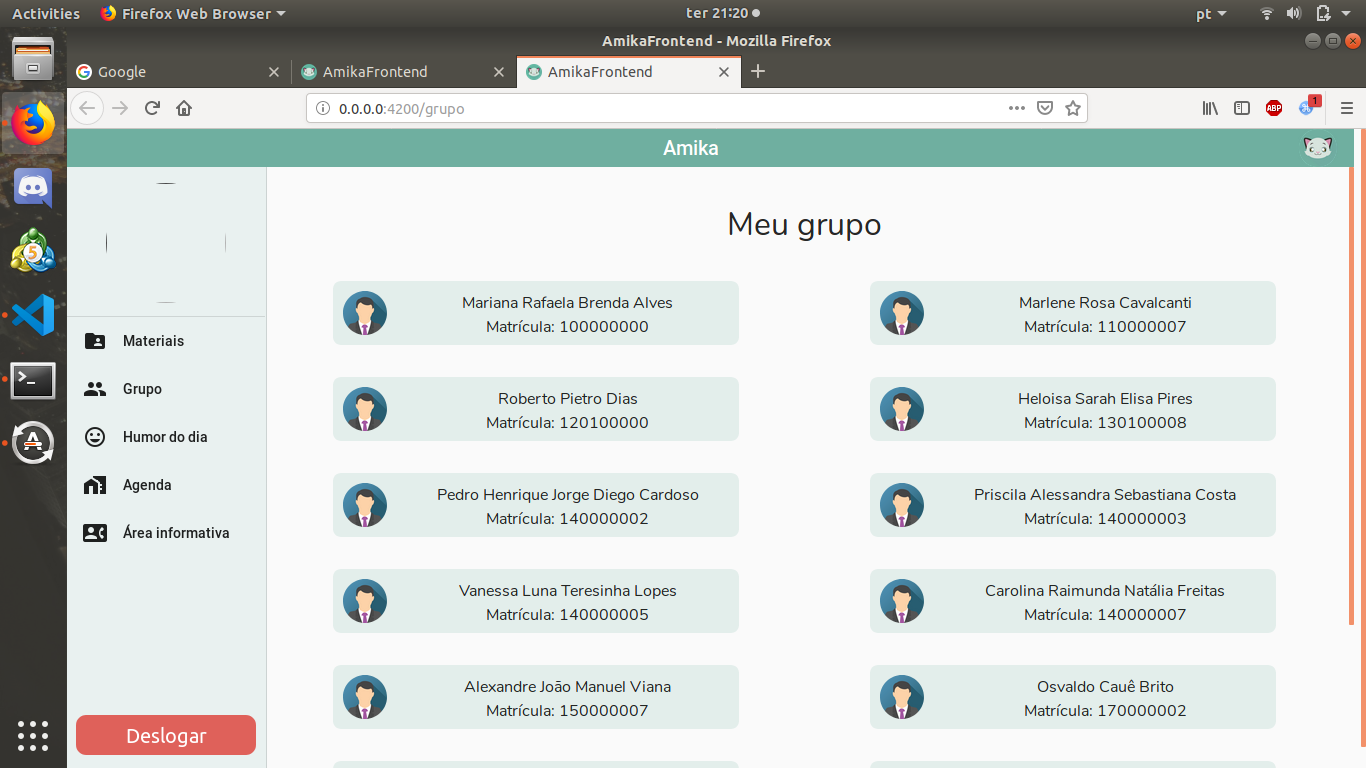 Activities
Firefox Web Browser
ter 21:20
pt
AmikaFrontend - Mozilla Firefox
Google
AmikaFrontend
AmikaFrontend
0.0.0.0:4200/grupo
ABP
1
Amika
5
Meu grupo
Mariana Rafaela Brenda Alves
Matrícula: 100000000
Marlene Rosa Cavalcanti
Matrícula: 110000007
Materiais
Grupo
Humor do dia
Agenda
Área informativa
Roberto Pietro Dias
Matrícula: 120100000
Heloisa Sarah Elisa Pires
Matrícula: 130100008
Pedro Henrique Jorge Diego Cardoso
Matrícula: 140000002
Priscila Alessandra Sebastiana Costa
Matrícula: 140000003
Vanessa Luna Teresinha Lopes
Matrícula: 140000005
Carolina Raimunda Natália Freitas
Matrícula: 140000007
Alexandre João Manuel Viana
Matrícula: 150000007
Osvaldo Cauê Brito
Matrícula: 170000002
Deslogar